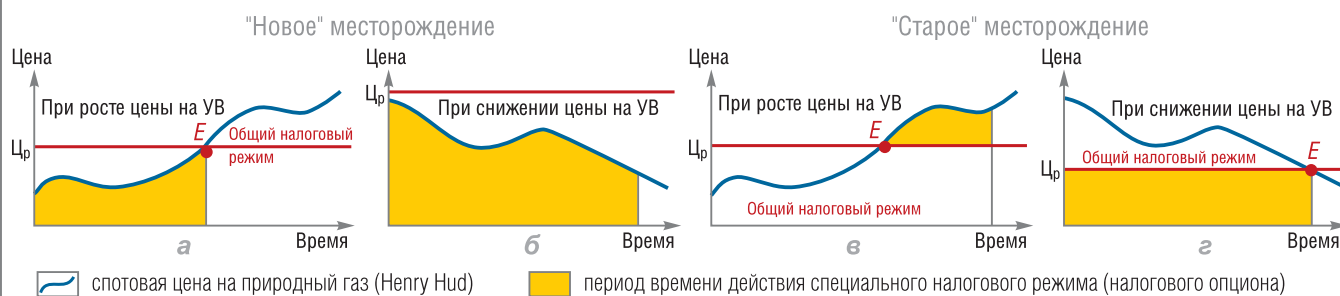 "Новое" месторождение
"Старое" месторождение
Цена
При росте цены на УВ
E
Общий налоговый
режим
Цр
Время
а
Цена
Цр
При снижении цены на УВ
Время
б
Цена
При росте цены на УВ
E
Цр
Общий налоговый режим
Время
в
Цена
При снижении цены на УВ
Общий налоговый режим
E
Цр
Время
г
спотовая цена на природный газ (Henry Hud)
период времени действия специального налогового режима (налогового опциона)